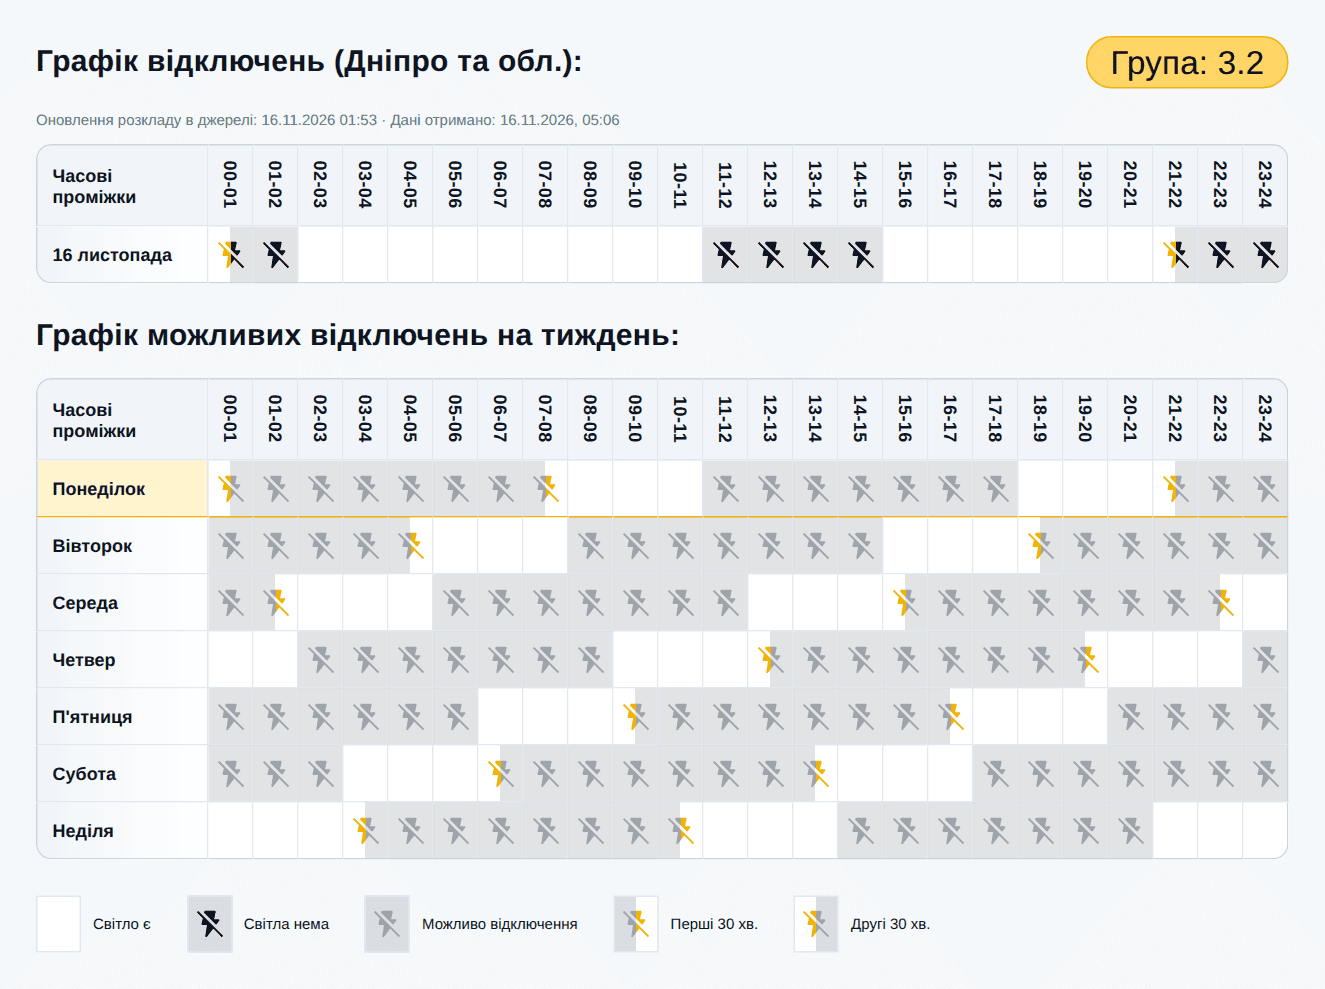 Графік відключень (Дніпро та обл.):
Група: 3.2
Оновлення розкладу в джерелі: 16.11.2026 01:53 · Дані отримано: 16.11.2026, 05:06
Часові проміжки 00-01 01-02 02-03 03-04 04-05 05-06 06-07 07-08 08-09 09-10 10-11 11-12 12-13 13-14 14-15 15-16 16-17 17-18 18-19 19-20 20-21 21-22 22-23 23-24
16 листопада
Графік можливих відключень на тиждень:
Часові проміжки 00-01 01-02 02-03 03-04 04-05 05-06 06-07 07-08 08-09 09-10 10-11 11-12 12-13 13-14 14-15 15-16 16-17 17-18 18-19 19-20 20-21 21-22 22-23 23-24
Понеділок
Вівторок
Середа
Четвер
П'ятниця
Субота
Неділя
Світло є Світла нема Можливо відключення Перші 30 хв. Другі 30 хв.